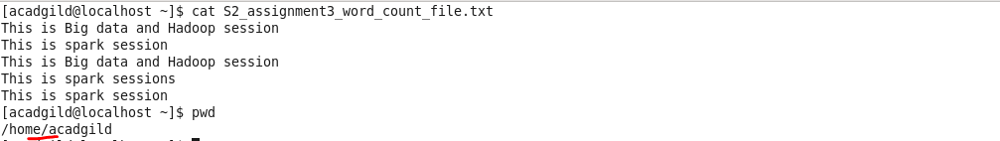 [acadgild@localhost ~]$ cat S2_assignment3_word_count_file.txt
This is Big data and Hadoop session
This is spark session
This is Big data and Hadoop session
This is spark sessions
This is spark session
[acadgild@localhost ~]$ pwd
/home/acadgild